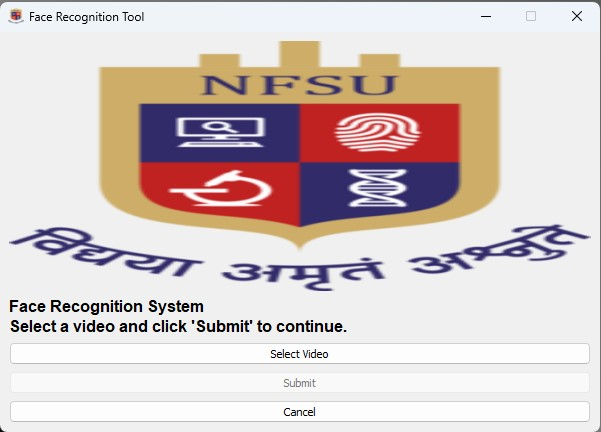 Face Recognition Tool
NFSU
विद्यया अमृतं अश्नुते
Face Recognition System
Select a video and click 'Submit' to continue.
Select Video
Submit
Cancel